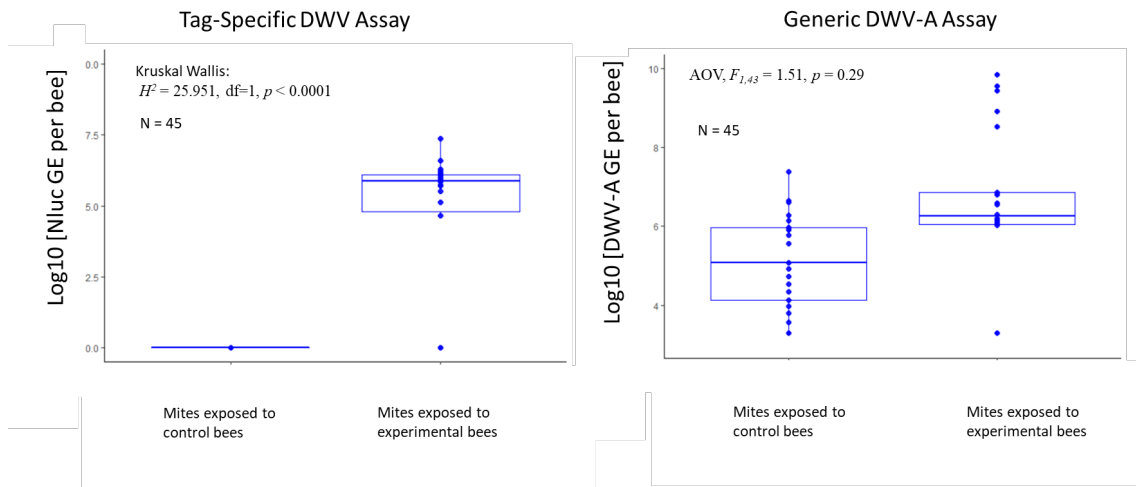 Tag-Specific DWV Assay
Log10 [Nluc GE per bee]
0.0
7.5
5.0
2.5
0.0
Kruskal Wallis:
H² = 25.951, df=1, p < 0.0001
N = 45
Mites exposed to
control bees
Mites exposed to
experimental bees
Generic DWV-A Assay
Log10 [DWV-A GE per bee]
10
8
6
4
AOV, F1,43 = 1.51, p = 0.29
N = 45
Mites exposed to
control bees
Mites exposed to
experimental bees